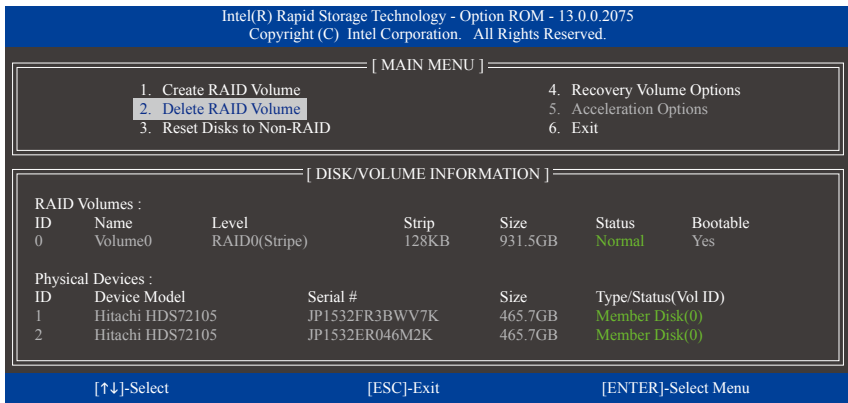 Intel(R) Rapid Storage Technology - Option ROM - 13.0.0.2075
Copyright (C) Intel Corporation. All Rights Reserved.
[ MAIN MENU ]
1. Create RAID Volume
2. Delete RAID Volume
3. Reset Disks to Non-RAID
4. Recovery Volume Options
5. Acceleration Options
6. Exit
[ DISK/VOLUME INFORMATION ]
RAID Volumes :
ID Name Level Strip Size Status Bootable
0 Volume0 RAID0(Stripe) 128KB 931.5GB Normal Yes
Physical Devices :
ID Device Model Serial # Size Type/Status(Vol ID)
1 Hitachi HDS72105 JP1532FR3BWV7K 465.7GB Member Disk(0)
2 Hitachi HDS72105 JP1532ER046M2K 465.7GB Member Disk(0)
[↑↓]-Select [ESC]-Exit [ENTER]-Select Menu